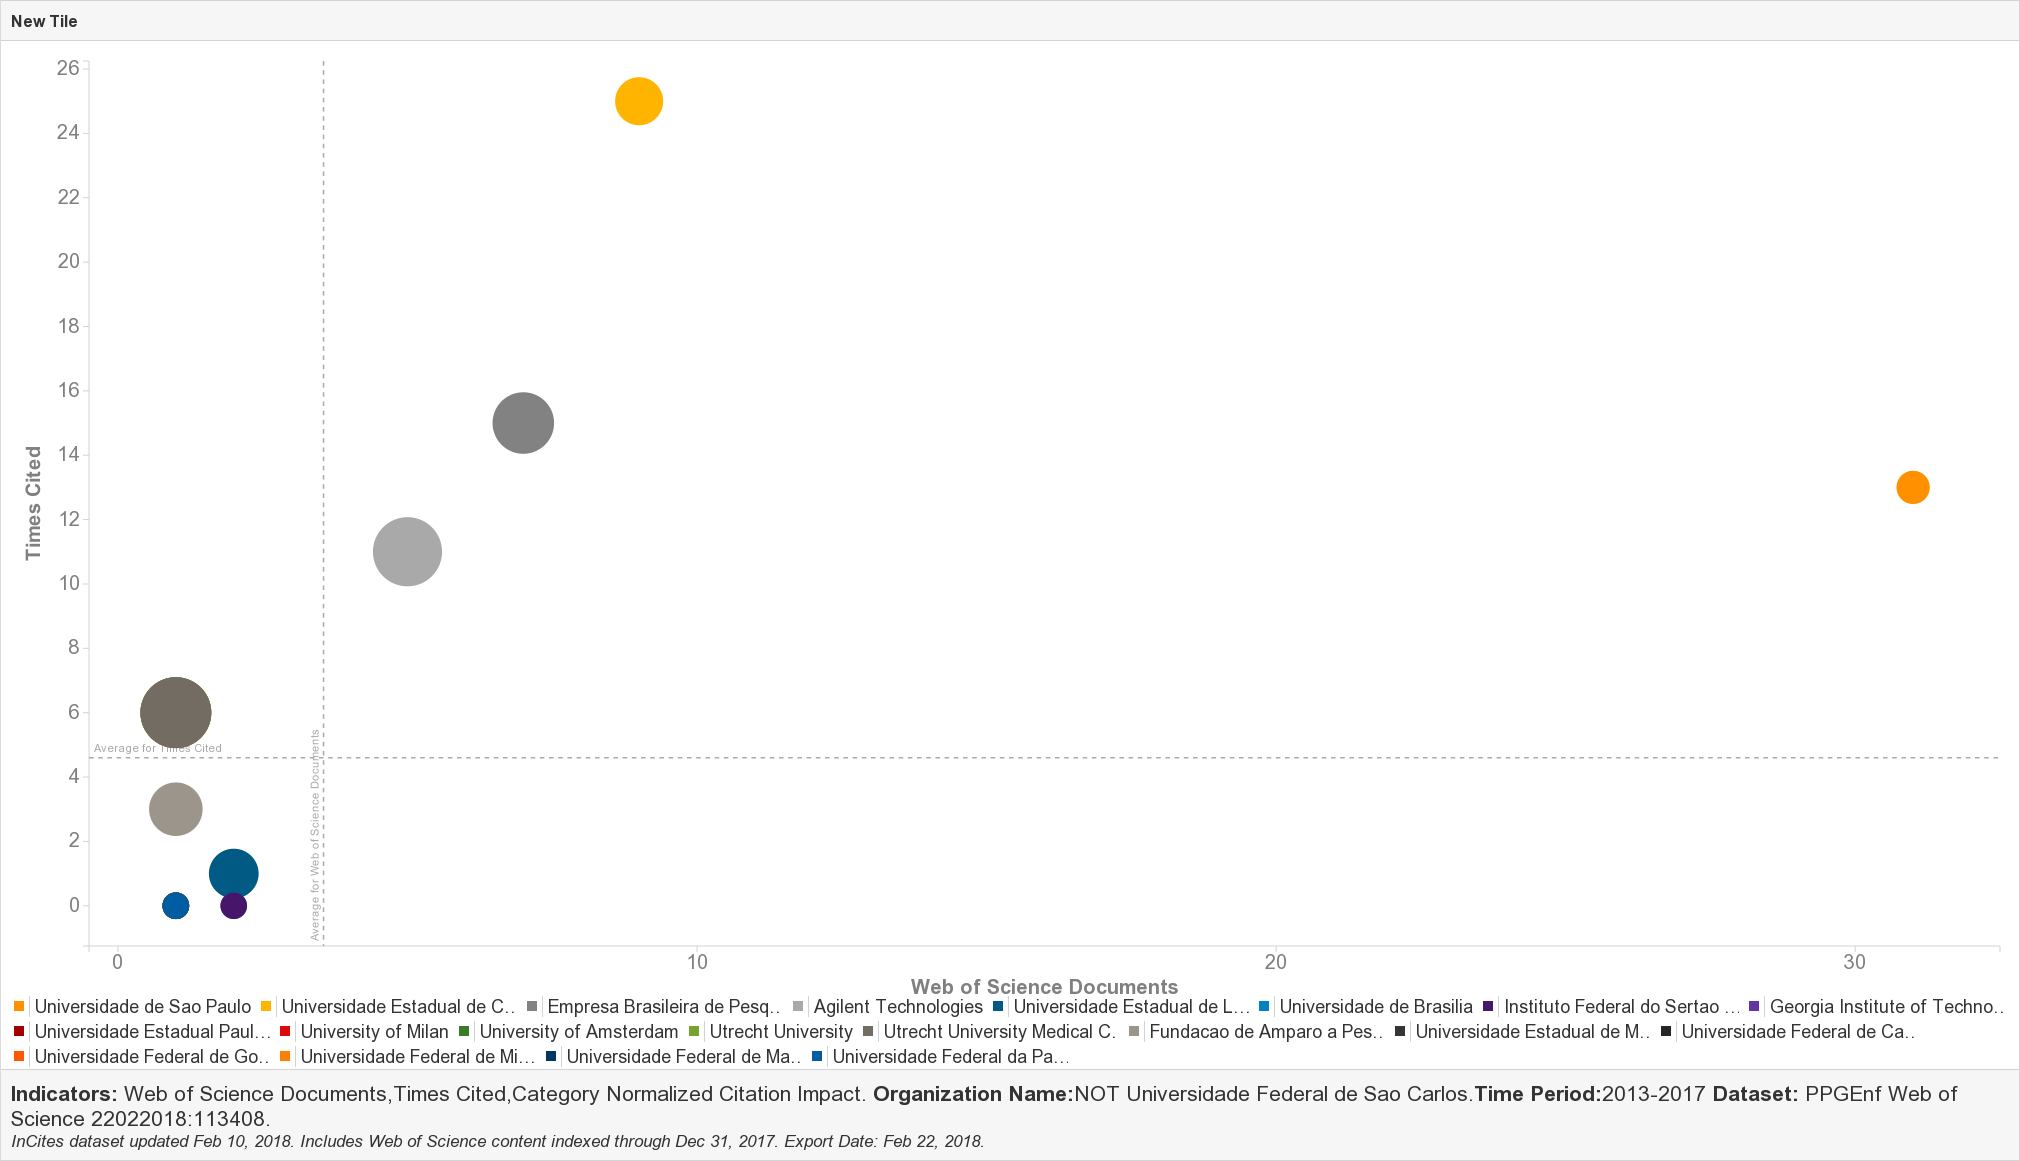 New Tile
26
24
22
20
18
16
14
12
10
8
6
4
2
0
Times Cited
Average for Times Cited
Average for Web of Science Documents
0 10 20 30
Web of Science Documents
Universidade de Sao Paulo Universidade Estadual de C.. Empresa Brasileira de Pesq.. Agilent Technologies Universidade Estadual de L... Universidade de Brasilia Instituto Federal do Sertao ... Georgia Institute of Techno..
Universidade Estadual Paul... University of Milan University of Amsterdam Utrecht University Utrecht University Medical C. Fundacao de Amparo a Pes.. Universidade Estadual de M.. Universidade Federal de Ca..
Universidade Federal de Go.. Universidade Federal de Mi... Universidade Federal de Ma.. Universidade Federal da Pa...
Indicators: Web of Science Documents,Times Cited,Category Normalized Citation Impact. Organization Name:NOT Universidade Federal de Sao Carlos.Time Period:2013-2017 Dataset: PPGEnf Web of
Science 22022018:113408.
InCites dataset updated Feb 10, 2018. Includes Web of Science content indexed through Dec 31, 2017. Export Date: Feb 22, 2018.